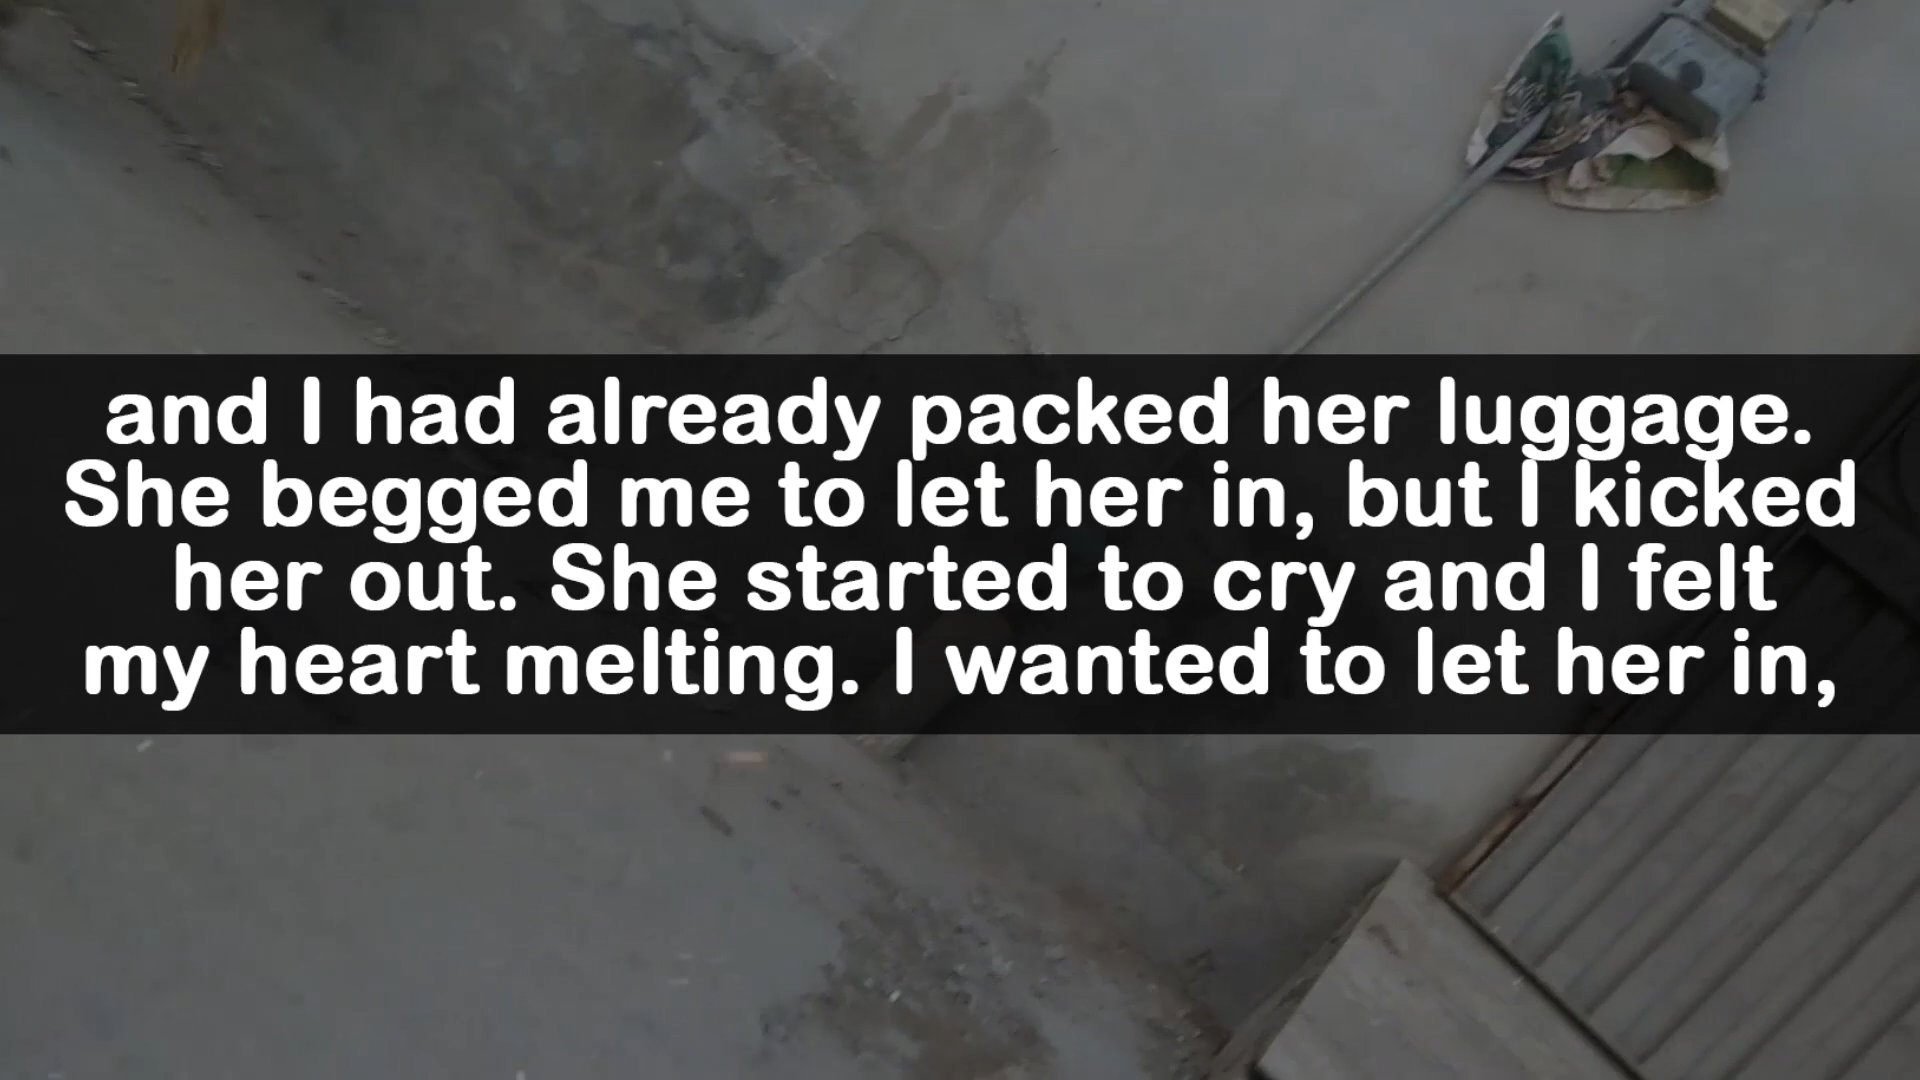 and I had already packed her luggage.
She begged me to let her in, but I kicked
her out. She started to cry and I felt
my heart melting. I wanted to let her in,